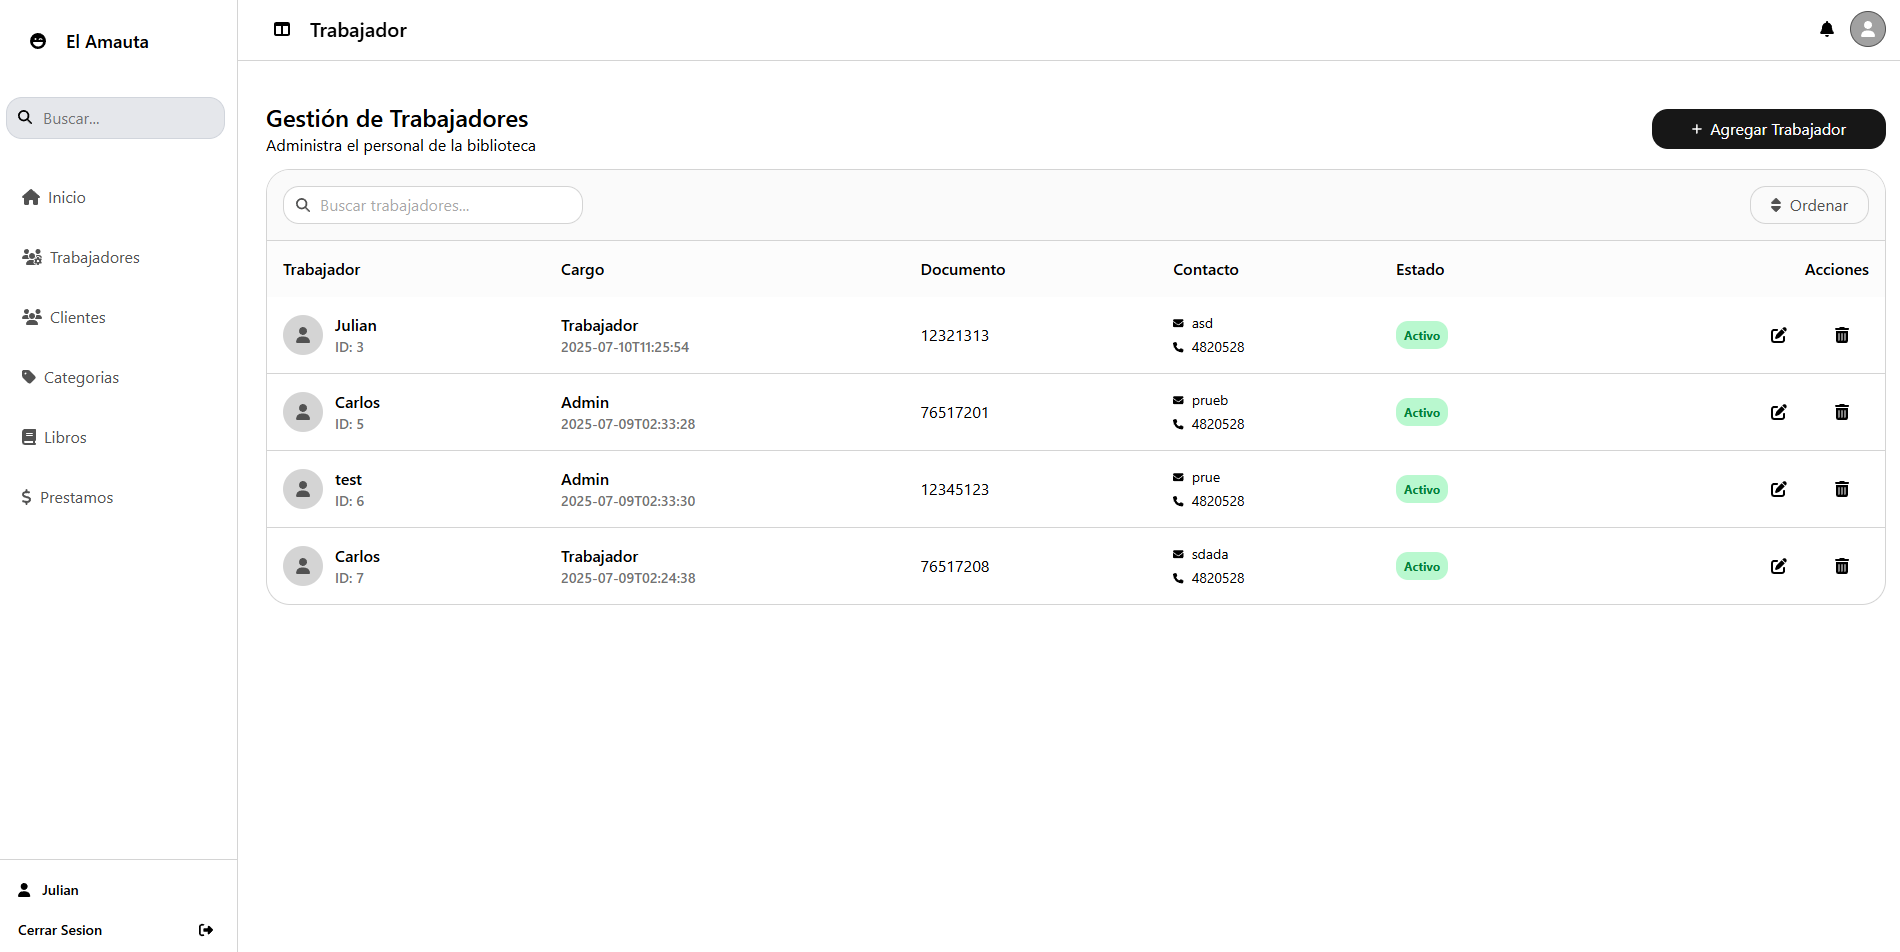 El Amauta
Buscar...
Inicio
Trabajadores
Clientes
Categorias
Libros
Prestamos
Julian
Cerrar Sesion
Trabajador
Gestión de Trabajadores
Administra el personal de la biblioteca
+ Agregar Trabajador
Buscar trabajadores...
Ordenar
Trabajador Cargo Documento Contacto Estado Acciones
Julian Trabajador asd
ID: 3 2025-07-10T11:25:54 12321313 4820528 Activo
Carlos Admin prueb
ID: 5 2025-07-09T02:33:28 76517201 4820528 Activo
test Admin prue
ID: 6 2025-07-09T02:33:30 12345123 4820528 Activo
Carlos Trabajador sdada
ID: 7 2025-07-09T02:24:38 76517208 4820528 Activo